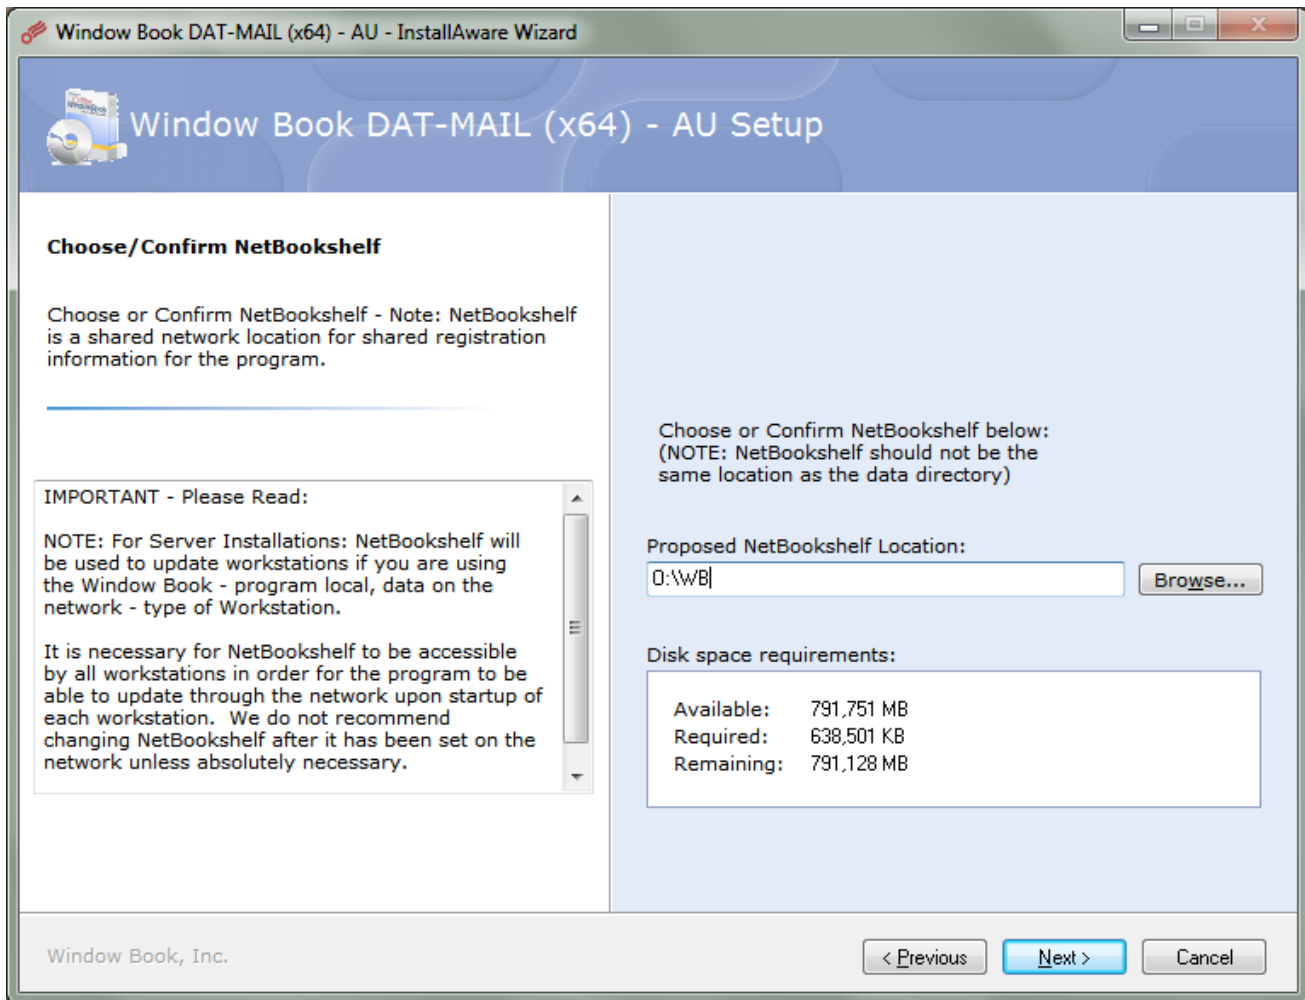 Window Book DAT-MAIL (x64) - AU - InstallAware Wizard
Window Book DAT-MAIL (x64) - AU Setup
Choose/Confirm NetBookshelf
Choose or Confirm NetBookshelf - Note: NetBookshelf
is a shared network location for shared registration
information for the program.
IMPORTANT - Please Read:
NOTE: For Server Installations: NetBookshelf will
be used to update workstations if you are using
the Window Book - program local, data on the
network - type of Workstation.
It is necessary for NetBookshelf to be accessible
by all workstations in order for the program to be
able to update through the network upon startup of
each workstation.  We do not recommend
changing NetBookshelf after it has been set on the
network unless absolutely necessary.
Choose or Confirm NetBookshelf below:
(NOTE: NetBookshelf should not be the
same location as the data directory)
Proposed NetBookshelf Location:
O:\WB
Browse...
Disk space requirements:
Available: 791,751 MB
Required: 638,501 KB
Remaining: 791,128 MB
Window Book, Inc.
< Previous
Next >
Cancel